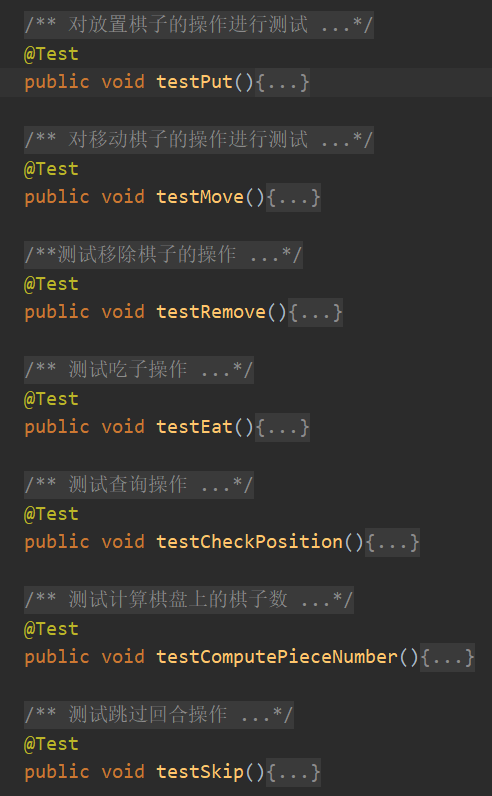 /** 对放置棋子的操作进行测试 ...*/
@Test
public void testPut(){...}
/** 对移动棋子的操作进行测试 ...*/
@Test
public void testMove(){...}
/**测试移除棋子的操作 ...*/
@Test
public void testRemove(){...}
/** 测试吃子操作 ...*/
@Test
public void testEat(){...}
/** 测试查询操作 ...*/
@Test
public void testCheckPosition(){...}
/** 测试计算棋盘上的棋子数 ...*/
@Test
public void testComputePieceNumber(){...}
/** 测试跳过回合操作 ...*/
@Test
public void testSkip(){...}